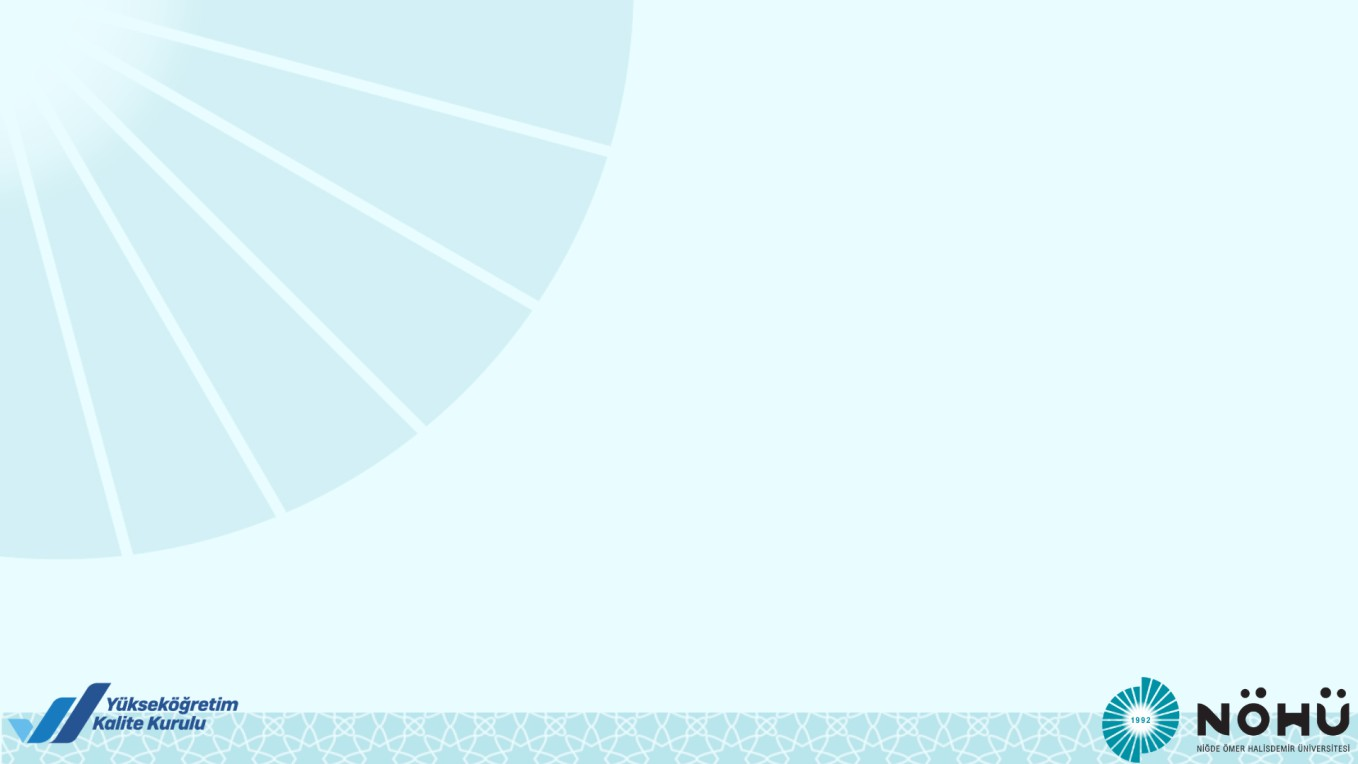 Yükseköğretim
Kalite Kurulu
1992
NÖHÜ
NİĞDE ÖMER HALİSDEMİR ÜNİVERSİTESİ